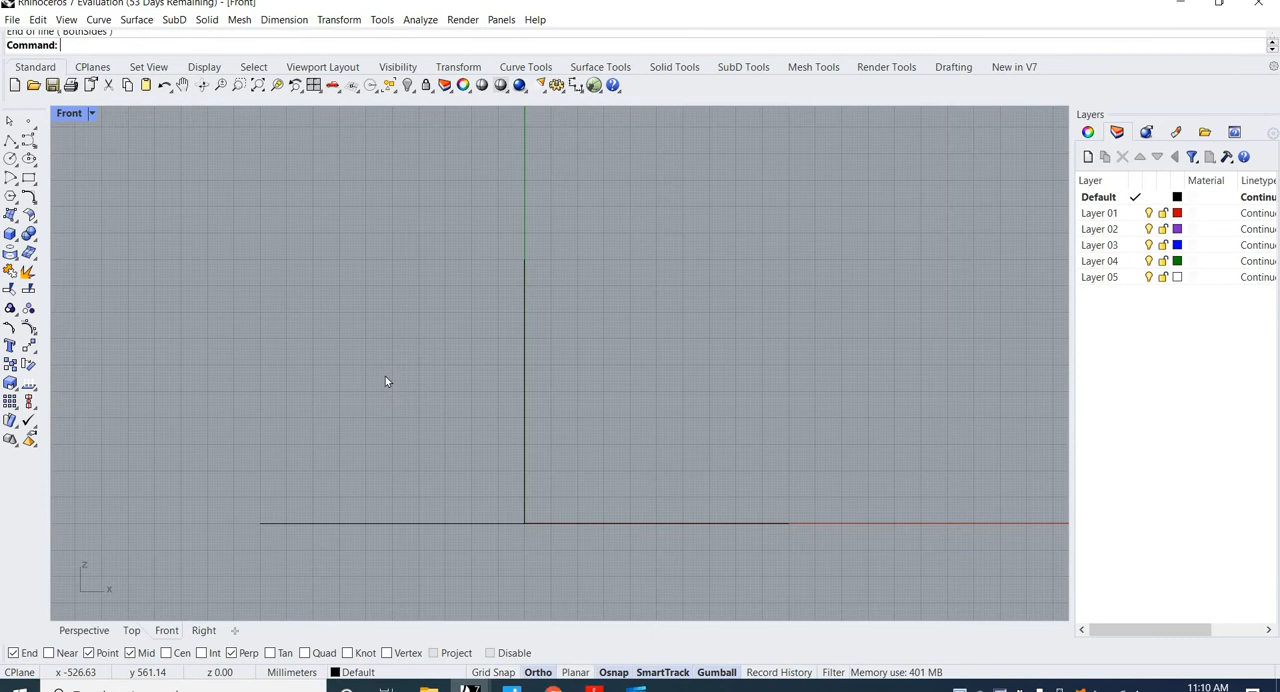 Rhinoceros 7 Evaluation (53 Days Remaining) - [Front]
File Edit View Curve Surface SubD Solid Mesh Dimension Transform Tools Analyze Render Panels Help
End of line ( BothSides )
Command:
Standard CPlanes Set View Display Select Viewport Layout Visibility Transform Curve Tools Surface Tools Solid Tools SubD Tools Mesh Tools Render Tools Drafting New in V7
Front
Layers
Layer Material Linetype
Default Continu
Layer 01 Continu
Layer 02 Continu
Layer 03 Continu
Layer 04 Continu
Layer 05 Continu
z
x
Perspective Top Front Right
End Near Point Mid Cen Int Perp Tan Quad Knot Vertex Project Disable
CPlane x -526.63 y 561.14 z 0.00 Millimeters Default Grid Snap Ortho Planar Osnap SmartTrack Gumball Record History Filter Memory use: 401 MB
11:10 AM